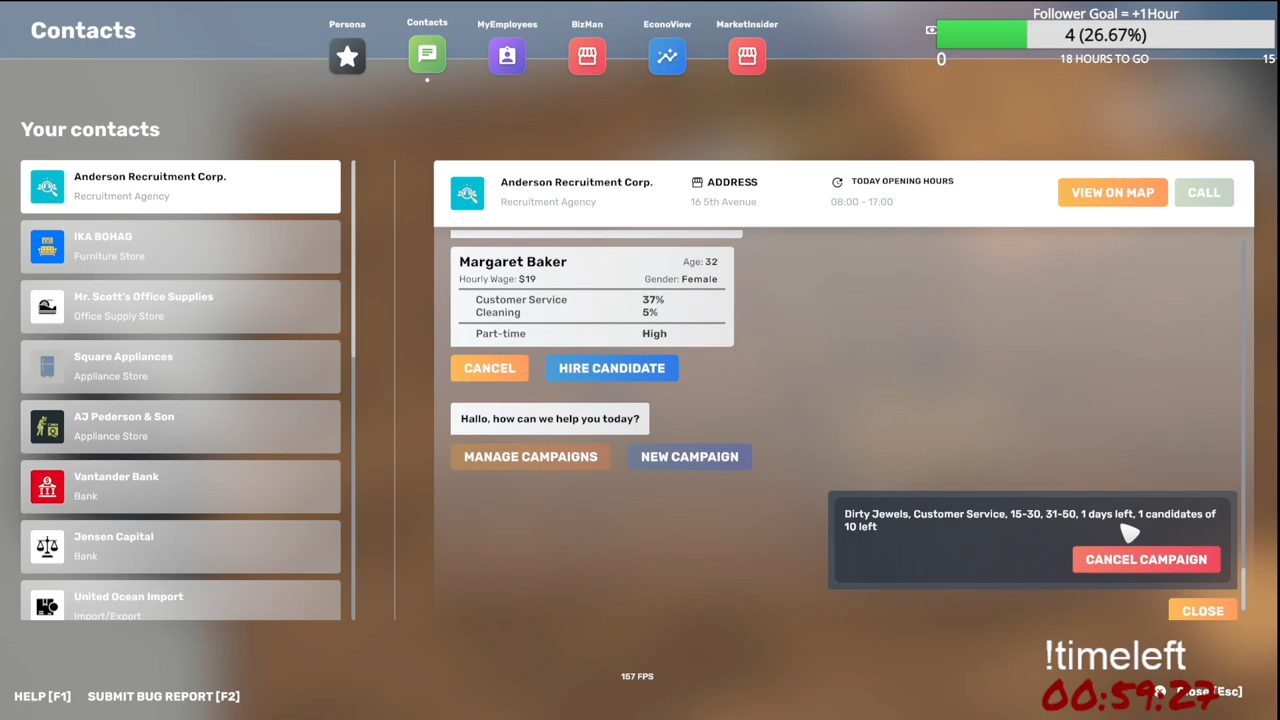 Contacts
Persona
Contacts
MyEmployees
BizMan
EconoView
MarketInsider
Follower Goal = +1Hour
4 (26.67%)
0
18 HOURS TO GO
15
Your contacts
Anderson Recruitment Corp.
Recruitment Agency
IKA BOHAG
Furniture Store
Mr. Scott's Office Supplies
Office Supply Store
Square Appliances
Appliance Store
AJ Pederson & Son
Appliance Store
Vantander Bank
Bank
Jensen Capital
Bank
United Ocean Import
Import/Export
Anderson Recruitment Corp.
Recruitment Agency
ADDRESS
16 5th Avenue
TODAY OPENING HOURS
08:00 - 17:00
VIEW ON MAP
CALL
Margaret Baker
Age: 32
Hourly Wage: $19
Gender: Female
Customer Service 37%
Cleaning 5%
Part-time High
CANCEL
HIRE CANDIDATE
Hallo, how can we help you today?
MANAGE CAMPAIGNS
NEW CAMPAIGN
Dirty Jewels, Customer Service, 15-30, 31-50, 1 days left, 1 candidates of
10 left
CANCEL CAMPAIGN
CLOSE
!timeleft
00:59:27
157 FPS
HELP [F1]
SUBMIT BUG REPORT [F2]
Close [Esc]